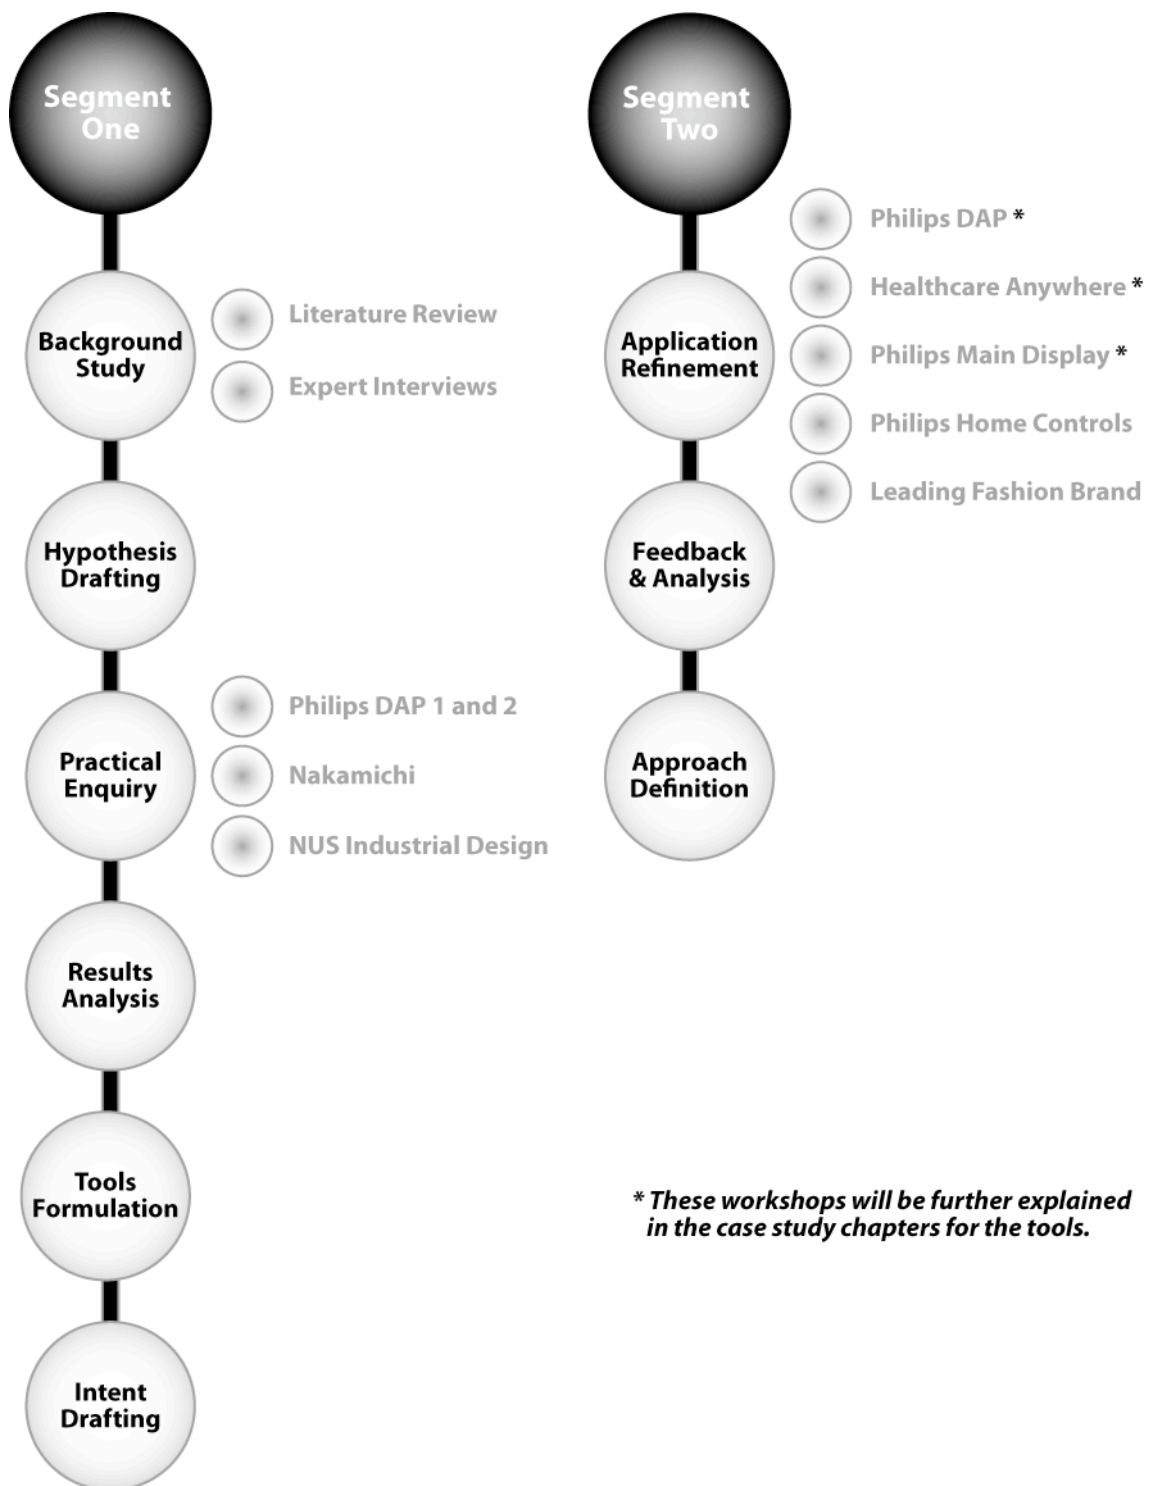 Segment
One
Background
Study
Literature Review
Expert Interviews
Hypothesis
Drafting
Practical
Enquiry
Philips DAP 1 and 2
Nakamichi
NUS Industrial Design
Results
Analysis
Tools
Formulation
Intent
Drafting
Segment
Two
Philips DAP *
Healthcare Anywhere *
Application
Refinement
Philips Main Display *
Philips Home Controls
Leading Fashion Brand
Feedback
& Analysis
Approach
Definition
* These workshops will be further explained
in the case study chapters for the tools.